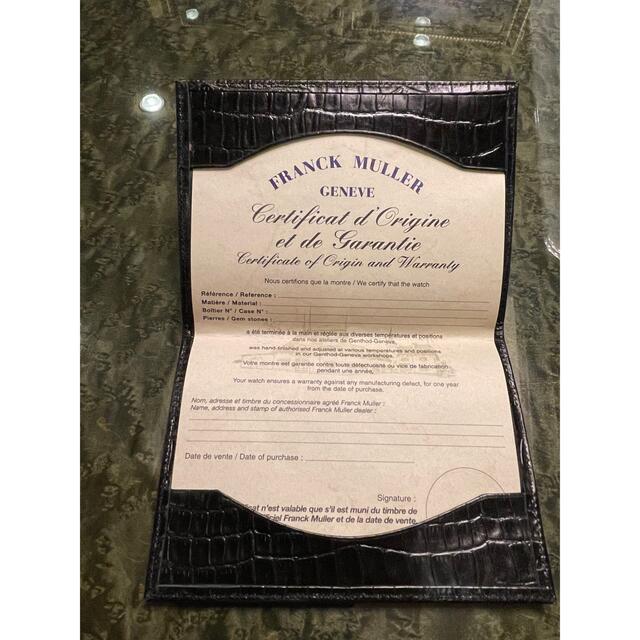 FRANCK MULLER
GENEVE
Certificat d'Origine
et de Garantie
Certificate of Origin and Warranty
Nous certifions que la montre / We certify that the watch
Référence / Reference :
Matière / Material :
Boîtier N° / Case N° :
Pierres / Gem stones :
a été terminée à la main et réglée aux diverses températures et positions
dans nos ateliers de Genthod-Geneva.
was hand-finished and adjusted at various temperatures and positions
in our Genthod-Geneva workshops.
Votre montre est garantie contre toute défectuosité ou vice de fabrication
pendant une année.
Your watch ensures a warranty against any manufacturing defect, for one year
from the date of purchase.
Nom, adresse et timbre du concessionnaire agréé Franck Muller :
Name, address and stamp of authorised Franck Muller dealer :
Date de vente / Date of purchase :
Signature :
cat n'est valable que s'il est muni du timbre de
ficiel Franck Muller et de la date de vente.